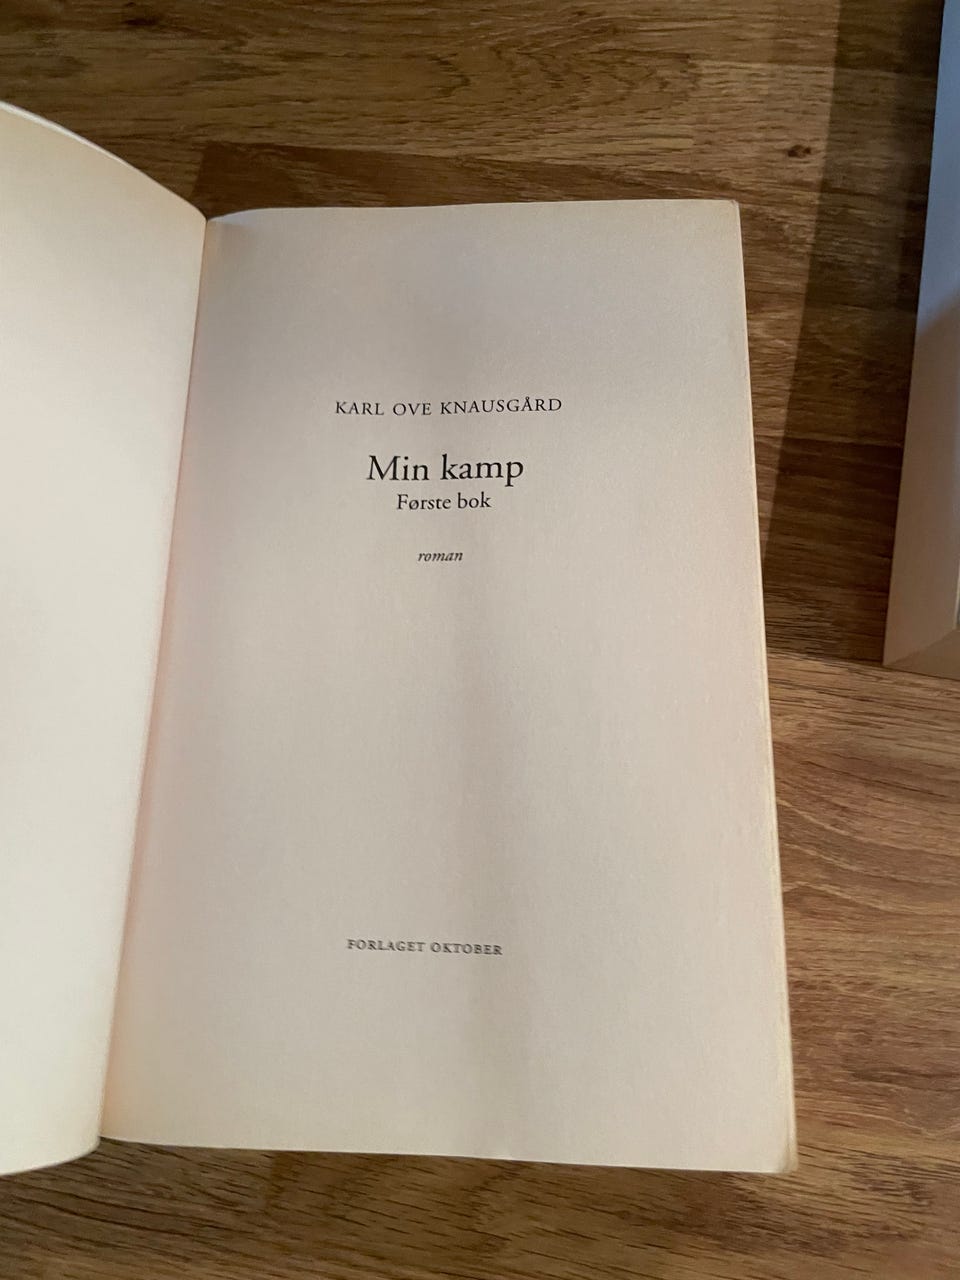 KARL OVE KNAUSGÅRD
Min kamp
Første bok
roman
FORLAGET OKTOBER